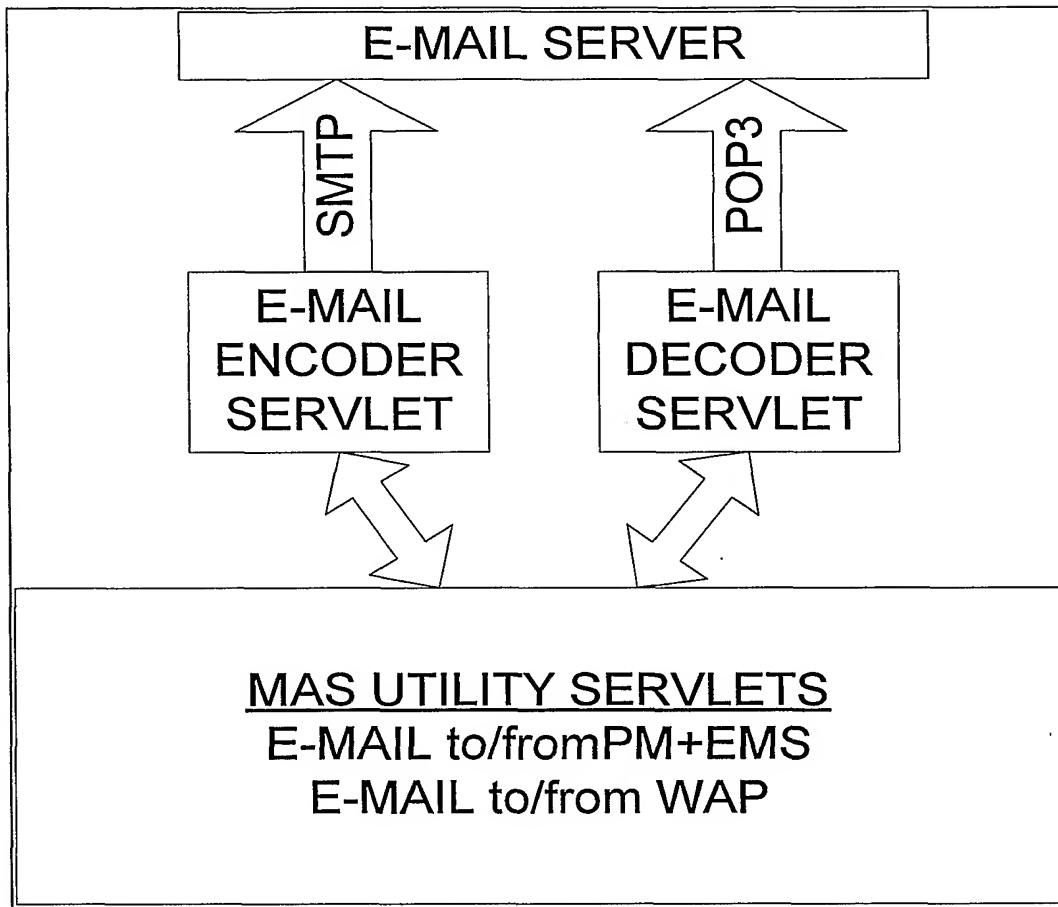 E-MAIL SERVER
SMTP
POP3
E-MAIL
ENCODER
SERVLET
E-MAIL
DECODER
SERVLET
MAS UTILITY SERVLETS
E-MAIL to/fromPM+EMS
E-MAIL to/from WAP